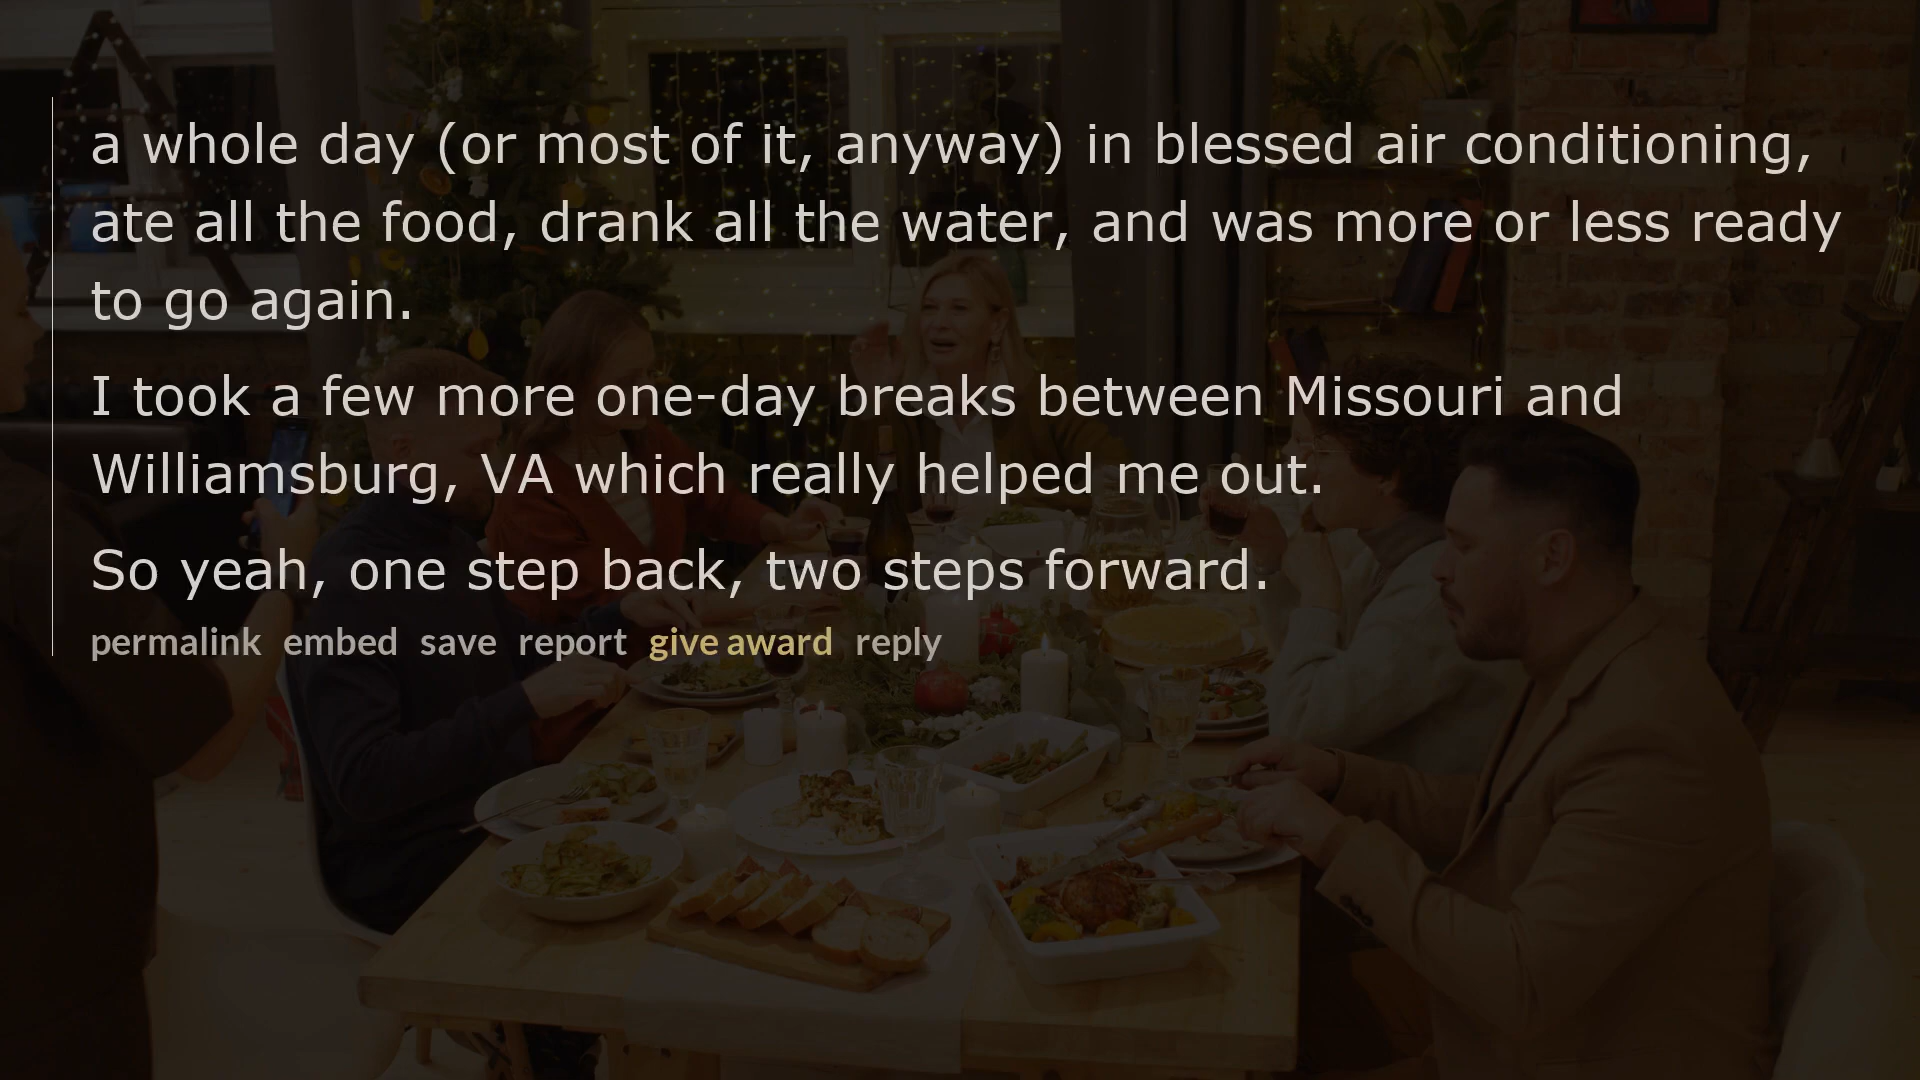 a whole day (or most of it, anyway) in blessed air conditioning,
ate all the food, drank all the water, and was more or less ready
to go again.
I took a few more one-day breaks between Missouri and
Williamsburg, VA which really helped me out.
So yeah, one step back, two steps forward.
permalink embed save report give award reply